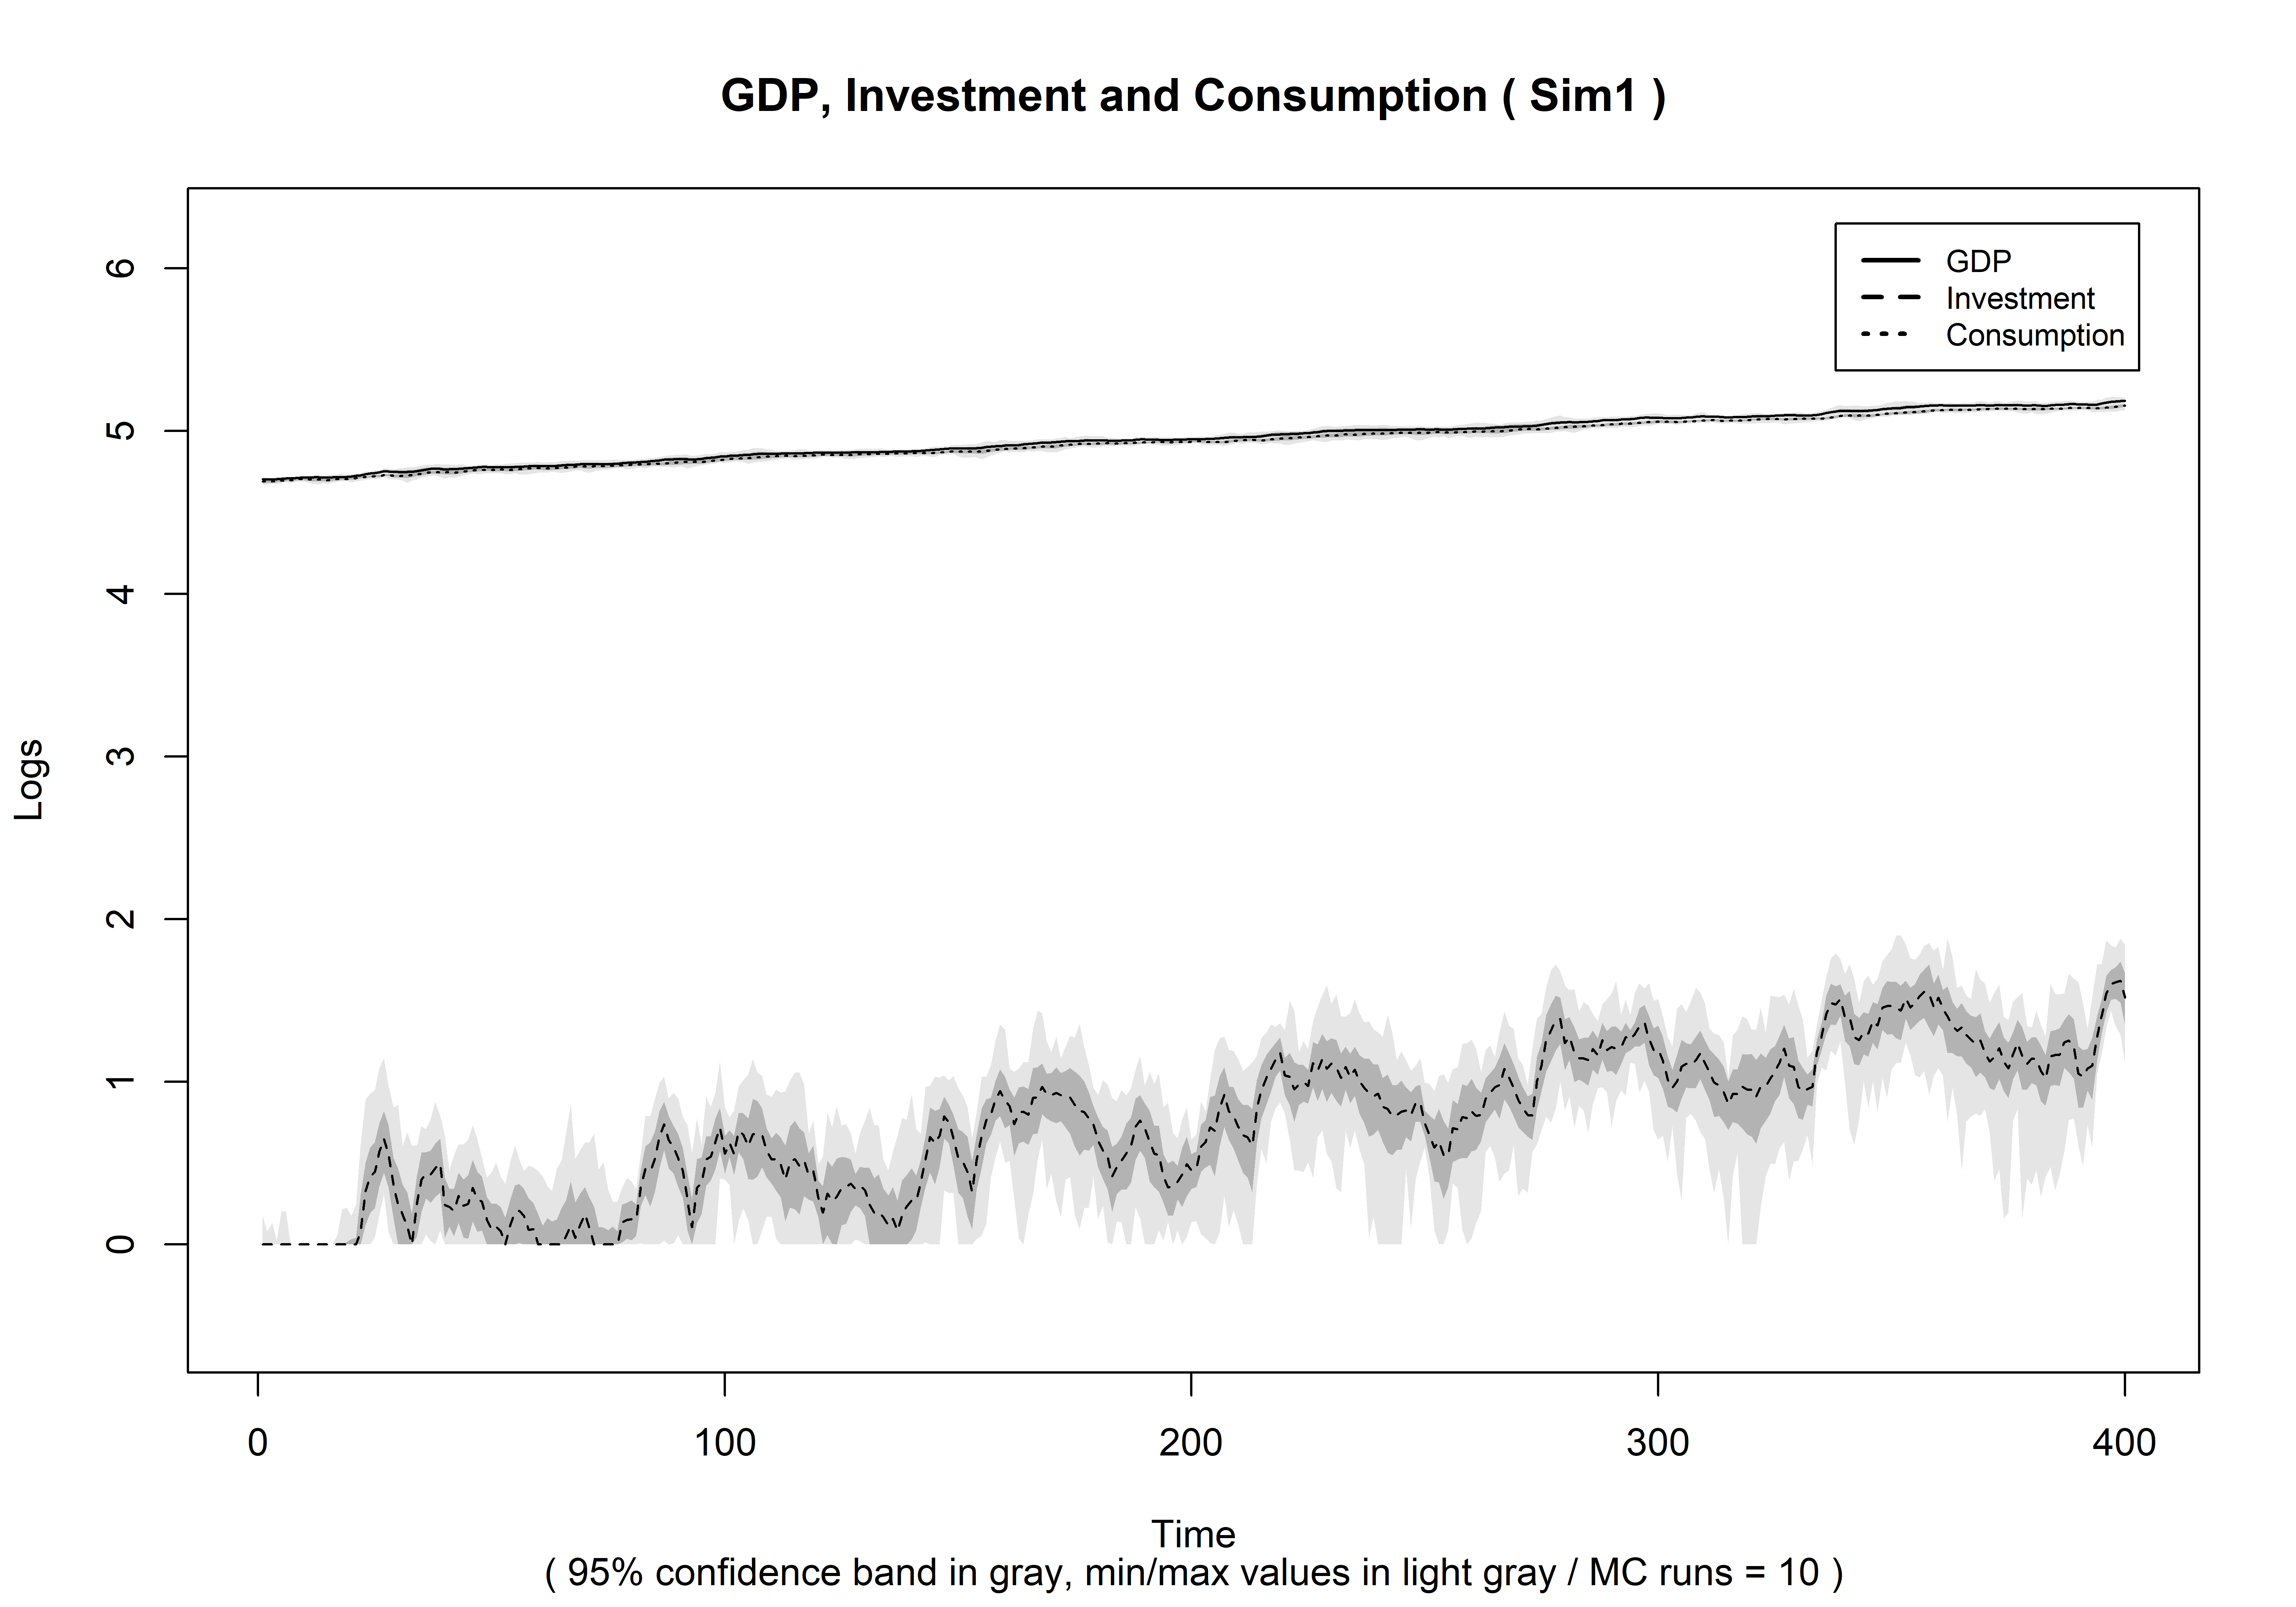 GDP, Investment and Consumption ( Sim1 )
GDP
Investment
Consumption
Logs
6
5
4
3
2
1
0
0 100 200 300 400
Time
( 95% confidence band in gray, min/max values in light gray / MC runs = 10 )